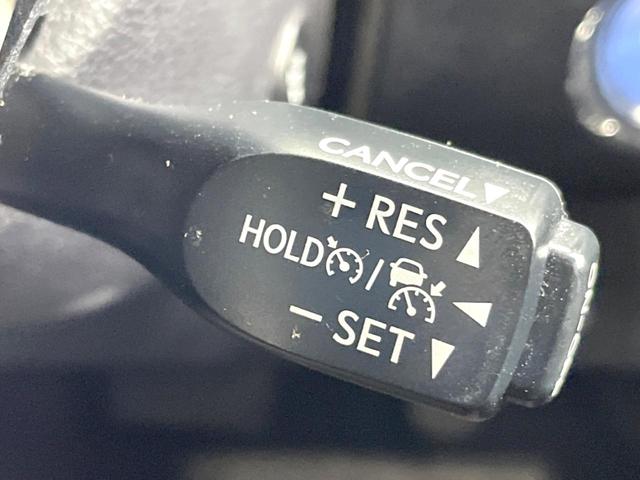 CANCEL▼
+ RES ▲
HOLD / ◀
− SET ▼